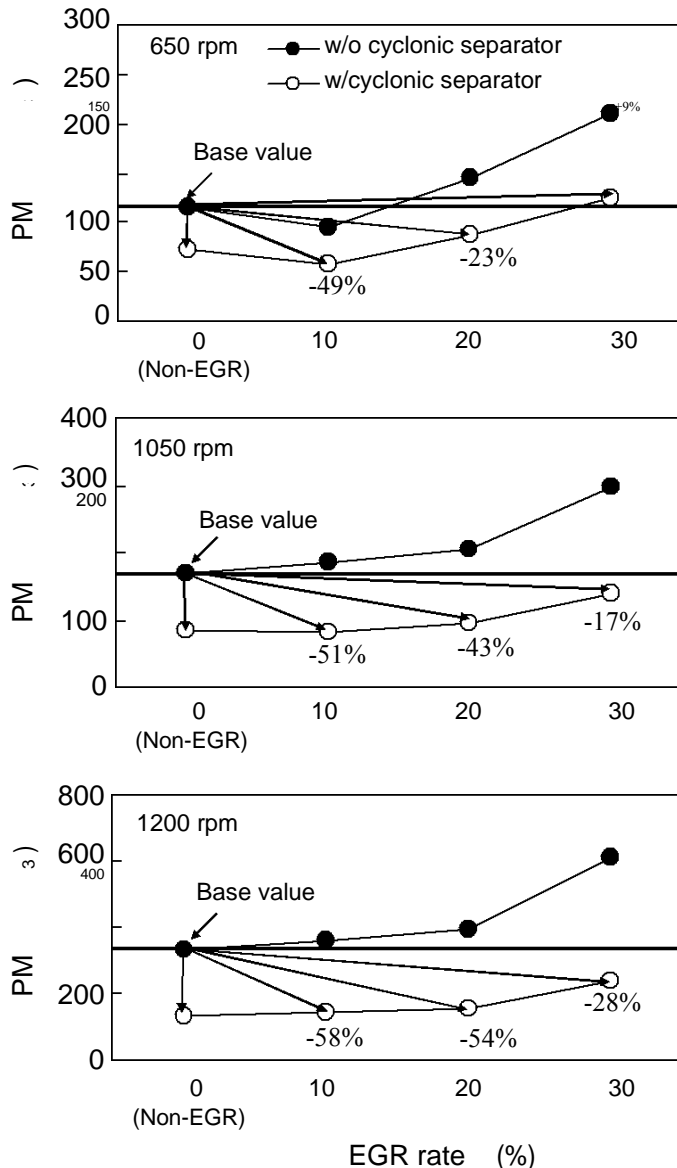 300
650 rpm
w/o cyclonic separator
w/cyclonic separator
150
200
+9%
Base value
PM
100
50
0
-49%
-23%
0
10
20
30
(Non-EGR)
400
1050 rpm
300
200
Base value
PM
100
0
-51%
-43%
-17%
0
10
20
30
(Non-EGR)
800
1200 rpm
600
3
)
400
Base value
PM
200
0
-58%
-54%
-28%
0
10
20
30
(Non-EGR)
EGR rate (%)